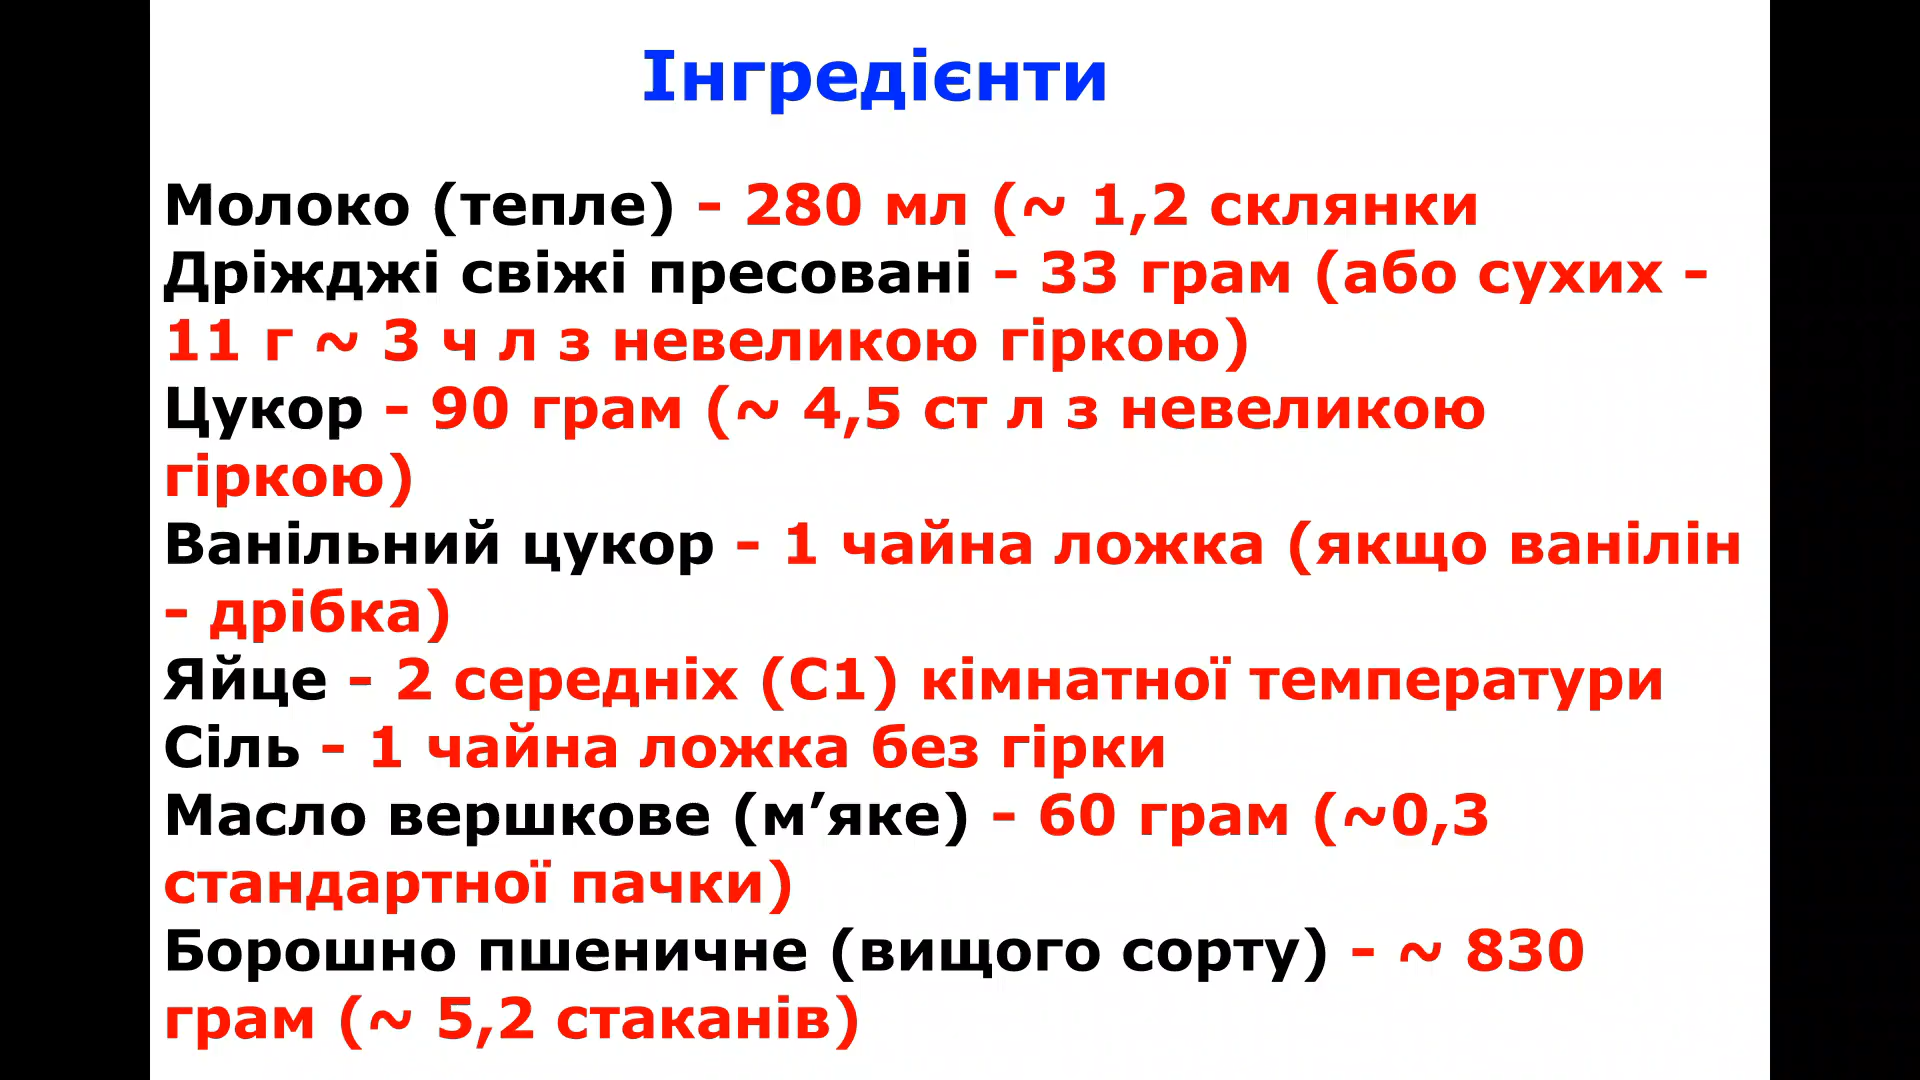 Інгредієнти
Молоко (тепле) - 280 мл (~ 1,2 склянки
Дріжджі свіжі пресовані - 33 грам (або сухих -
11 г ~ 3 ч л з невеликою гіркою)
Цукор - 90 грам (~ 4,5 ст л з невеликою
гіркою)
Ванільний цукор - 1 чайна ложка (якщо ванілін
- дрібка)
Яйце - 2 середніх (С1) кімнатної температури
Сіль - 1 чайна ложка без гірки
Масло вершкове (м’яке) - 60 грам (~0,3
стандартної пачки)
Борошно пшеничне (вищого сорту) - ~ 830
грам (~ 5,2 стаканів)